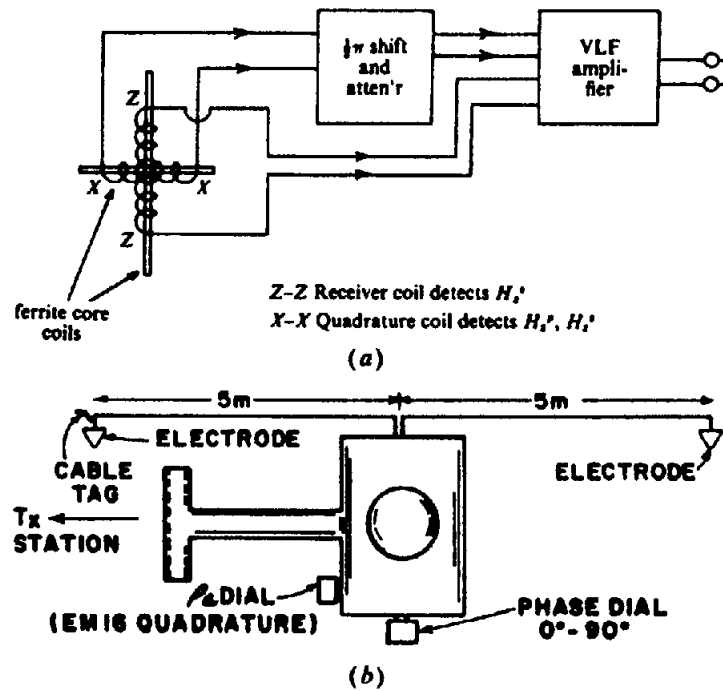 ½π shift
and
atten'r
VLF
ampli-
fier
Z
X
X
Z
ferrite core
coils
Z–Z Receiver coil detects
X–X Quadrature coil detects
(a)
5m
5m
ELECTRODE
CABLE
TAG
ELECTRODE
Tx
STATION
ρa DIAL
(EM16 QUADRATURE)
PHASE DIAL
0°- 90°
(b)